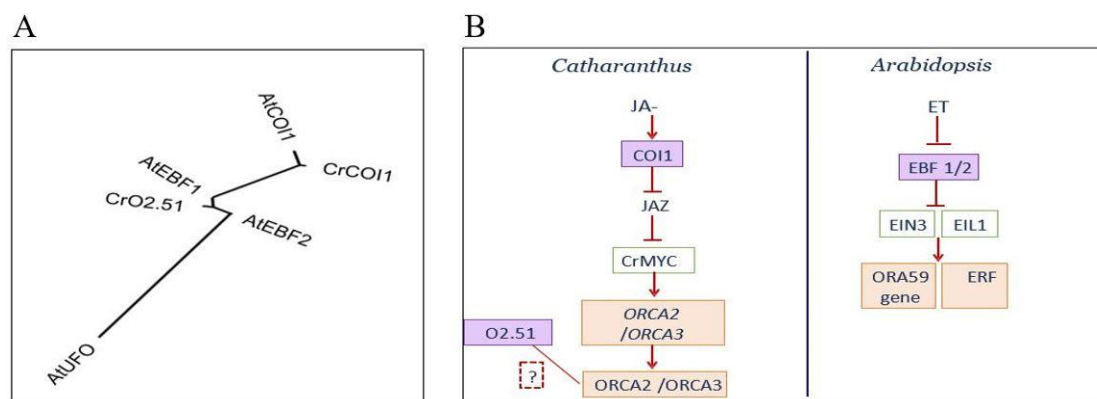 A
AtCOI1
CrCOI1
AtEBF1
CrO2.51
AtEBF2
AtUFO
B
Catharanthus
JA-
COI1
JAZ
CrMYC
ORCA2
/ORCA3
O2.51
?
ORCA2 /ORCA3
Arabidopsis
ET
EBF 1/2
EIN3
EIL1
ORA59
gene
ERF